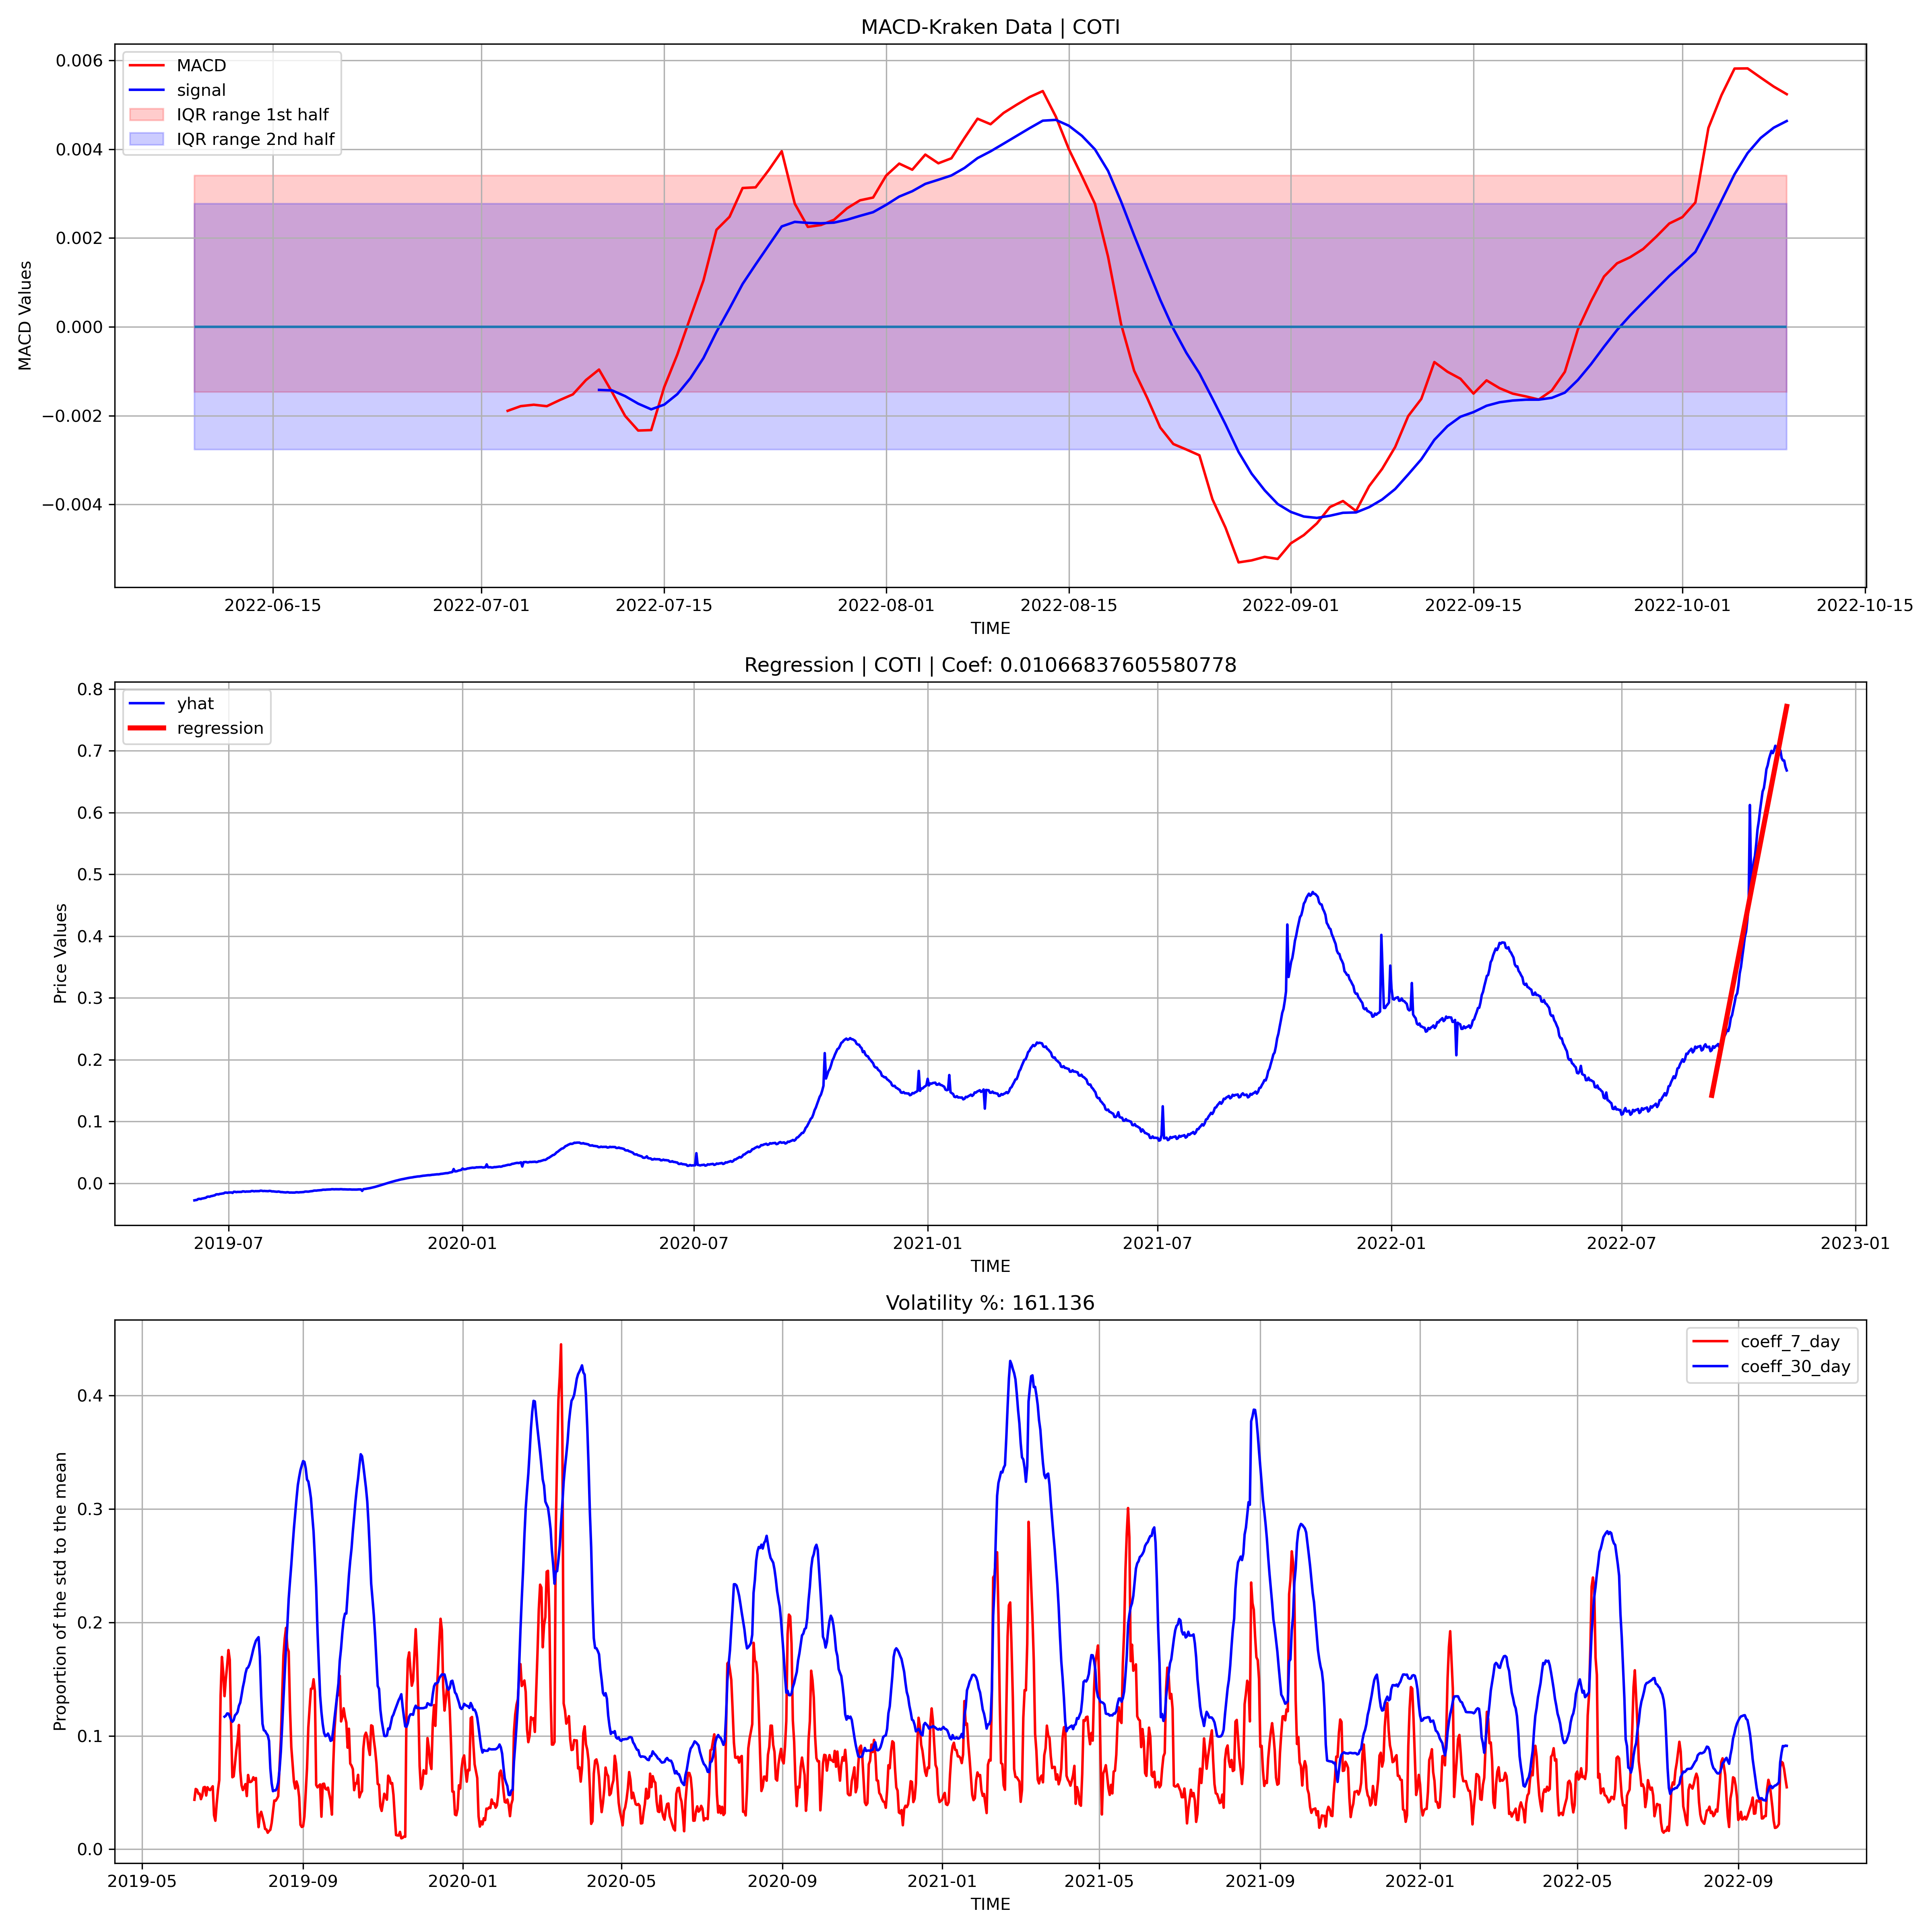 MACD-Kraken Data | COTI
MACD
signal
IQR range 1st half
IQR range 2nd half
MACD Values
0.006
0.004
0.002
0.000
−0.002
−0.004
2022-06-15 2022-07-01 2022-07-15 2022-08-01 2022-08-15 2022-09-01 2022-09-15 2022-10-01 2022-10-15
TIME
Regression | COTI | Coef: 0.01066837605580778
yhat
regression
Price Values
0.8
0.7
0.6
0.5
0.4
0.3
0.2
0.1
0.0
2019-07 2020-01 2020-07 2021-01 2021-07 2022-01 2022-07 2023-01
TIME
Volatility %: 161.136
coeff_7_day
coeff_30_day
Proportion of the std to the mean
0.4
0.3
0.2
0.1
0.0
2019-05 2019-09 2020-01 2020-05 2020-09 2021-01 2021-05 2021-09 2022-01 2022-05 2022-09
TIME